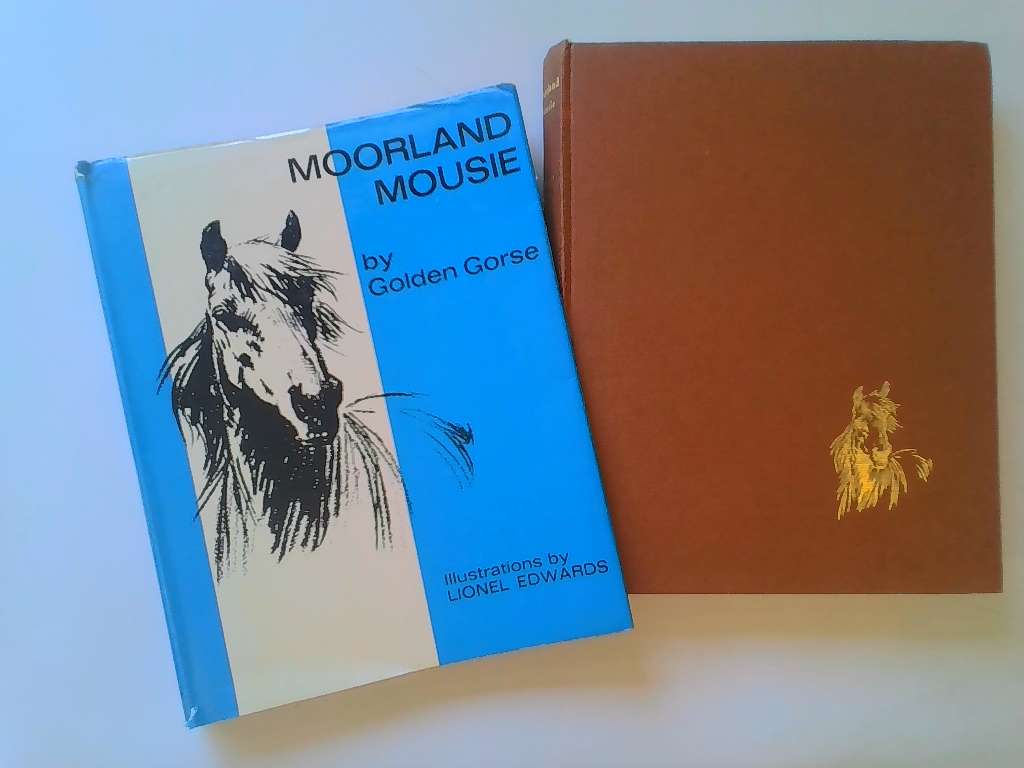 MOORLAND
MOUSIE
by
Golden Gorse
Illustrations by
LIONEL EDWARDS